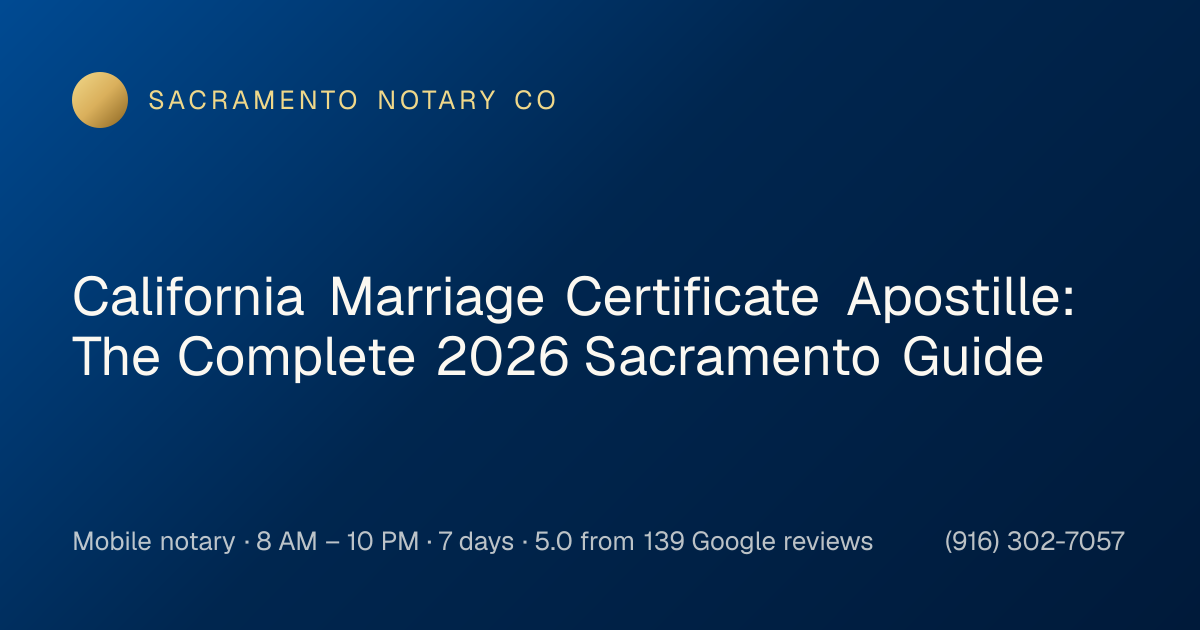 SACRAMENTO NOTARY CO
California Marriage Certificate Apostille:
The Complete 2026 Sacramento Guide
Mobile notary · 8 AM – 10 PM · 7 days · 5.0 from 139 Google reviews (916) 302-7057